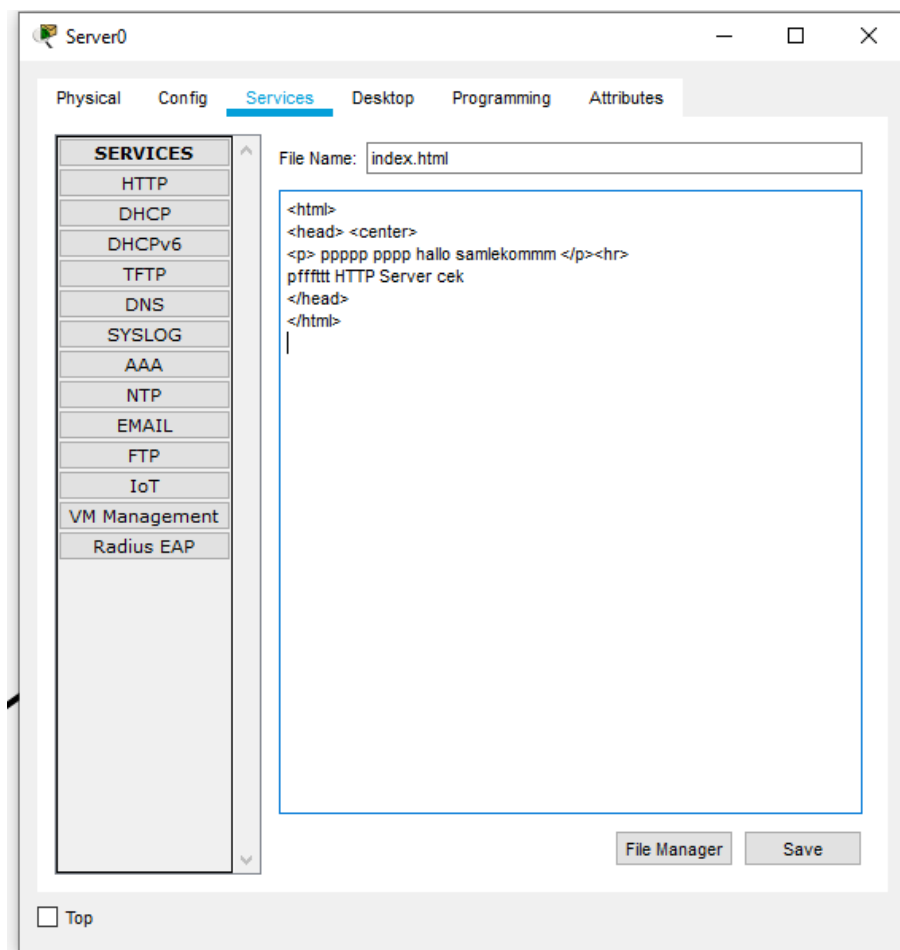 Server0
Physical Config Services Desktop Programming Attributes
SERVICES
HTTP
DHCP
DHCPv6
TFTP
DNS
SYSLOG
AAA
NTP
EMAIL
FTP
IoT
VM Management
Radius EAP
File Name: index.html
<html>
<head> <center>
<p> ppppp pppp hallo samlekommm </p><hr>
pfffttt HTTP Server cek
</head>
</html>
File Manager Save
Top